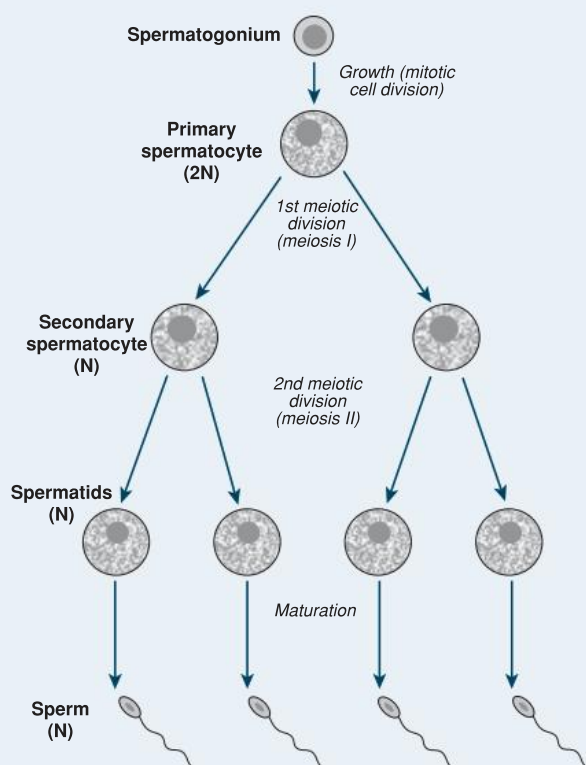 Spermatogonium
Growth (mitotic
cell division)
Primary
spermatocyte
(2N)
1st meiotic
division
(meiosis I)
Secondary
spermatocyte
(N)
2nd meiotic
division
(meiosis II)
Spermatids
(N)
Maturation
Sperm
(N)